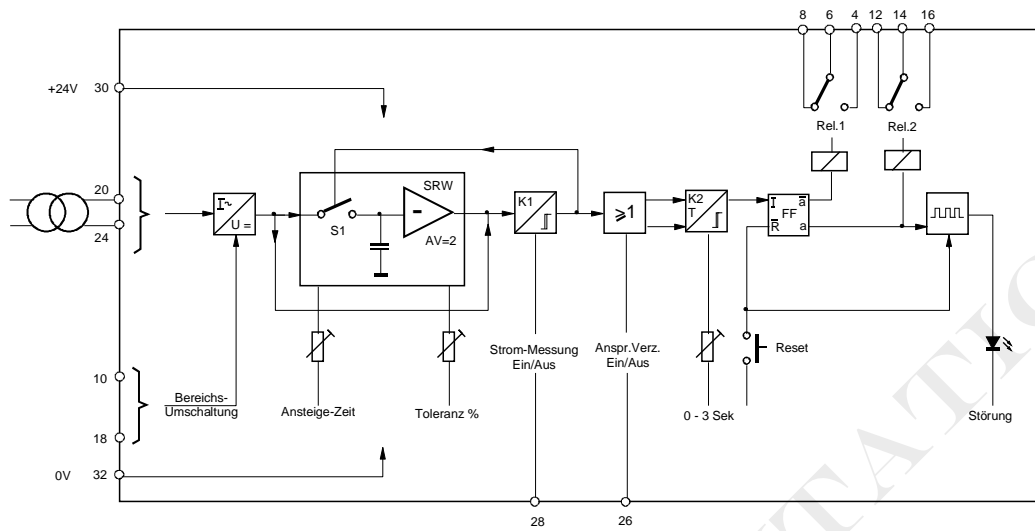 8 6 4 12 14 16
+24V 30
Rel.1 Rel.2
20
24
I~
U =
SRW
S1
AV=2
K1
≥1
K2
T
I a
FF
R a
10
18
Bereichs-
Umschaltung
Ansteige-Zeit
Toleranz %
Strom-Messung
Ein/Aus
Anspr.Verz.
Ein/Aus
Reset
0 - 3 Sek
Störung
0V 32
28
26
TATIO